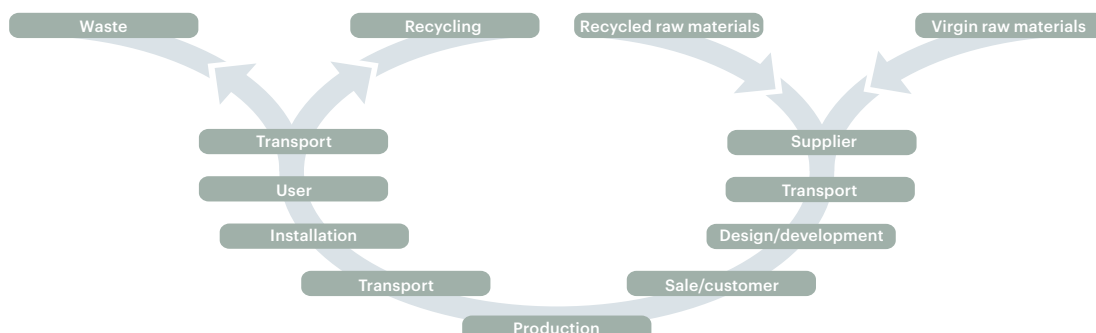 Waste
Recycling
Recycled raw materials
Virgin raw materials
Transport
Supplier
User
Transport
Installation
Design/development
Transport
Sale/customer
Production